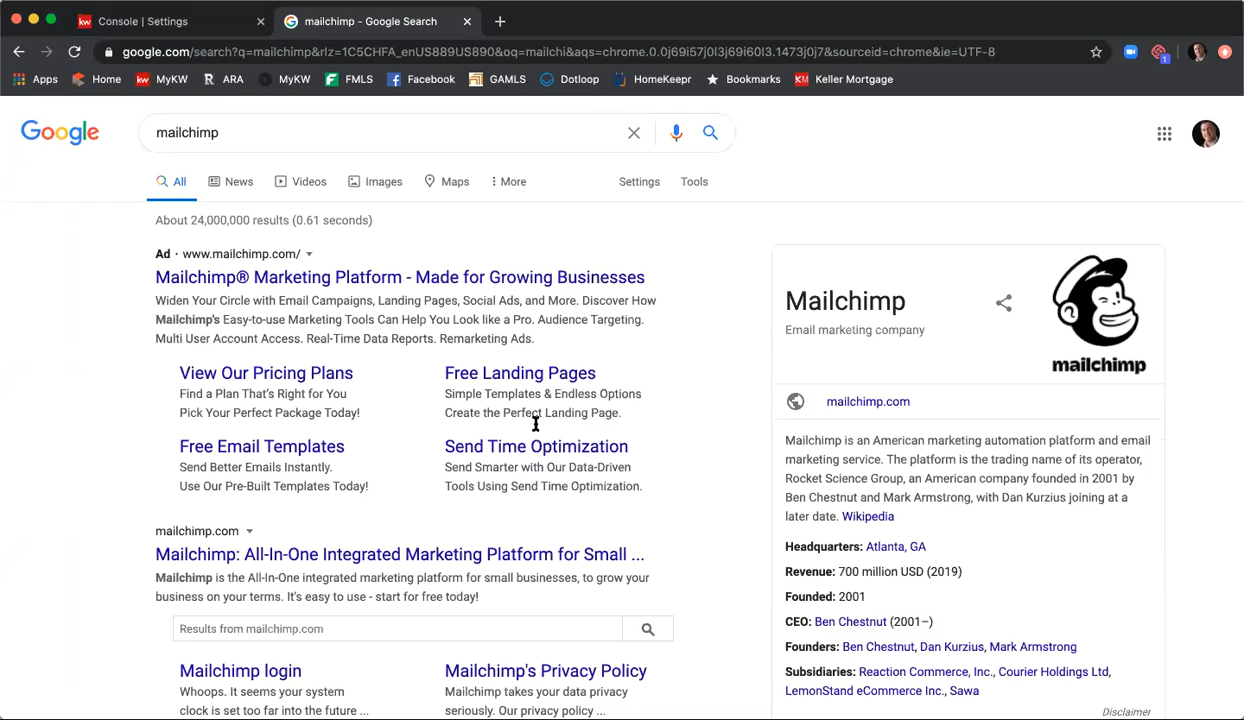 kw Console | Settings
mailchimp - Google Search
google.com/search?q=mailchimp&rlz=1C5CHFA_enUS889US890&oq=mailchi&aqs=chrome.0.0j69i57j0l3j69i60l3.1473j0j7&sourceid=chrome&ie=UTF-8
1
Apps
Home
kw MyKW
R ARA
MyKW
FMLS
Facebook
GAMLS
Dotloop
HomeKeepr
Bookmarks
KM Keller Mortgage
Google
mailchimp
All
News
Videos
Images
Maps
More
Settings
Tools
About 24,000,000 results (0.61 seconds)
Ad · www.mailchimp.com/
Mailchimp® Marketing Platform - Made for Growing Businesses
Widen Your Circle with Email Campaigns, Landing Pages, Social Ads, and More. Discover How
Mailchimp's Easy-to-use Marketing Tools Can Help You Look like a Pro. Audience Targeting.
Multi User Account Access. Real-Time Data Reports. Remarketing Ads.
View Our Pricing Plans
Find a Plan That's Right for You
Pick Your Perfect Package Today!
Free Landing Pages
Simple Templates & Endless Options
Create the Perfect Landing Page.
Free Email Templates
Send Better Emails Instantly.
Use Our Pre-Built Templates Today!
Send Time Optimization
Send Smarter with Our Data-Driven
Tools Using Send Time Optimization.
mailchimp.com
Mailchimp: All-In-One Integrated Marketing Platform for Small ...
Mailchimp is the All-In-One integrated marketing platform for small businesses, to grow your
business on your terms. It's easy to use - start for free today!
Results from mailchimp.com
Mailchimp login
Whoops. It seems your system
clock is set too far into the future ...
Mailchimp's Privacy Policy
Mailchimp takes your data privacy
seriously. Our privacy policy ...
Mailchimp
Email marketing company
mailchimp
mailchimp.com
Mailchimp is an American marketing automation platform and email
marketing service. The platform is the trading name of its operator,
Rocket Science Group, an American company founded in 2001 by
Ben Chestnut and Mark Armstrong, with Dan Kurzius joining at a
later date. Wikipedia
Headquarters: Atlanta, GA
Revenue: 700 million USD (2019)
Founded: 2001
CEO: Ben Chestnut (2001–)
Founders: Ben Chestnut, Dan Kurzius, Mark Armstrong
Subsidiaries: Reaction Commerce, Inc., Courier Holdings Ltd,
LemonStand eCommerce Inc., Sawa
Disclaimer